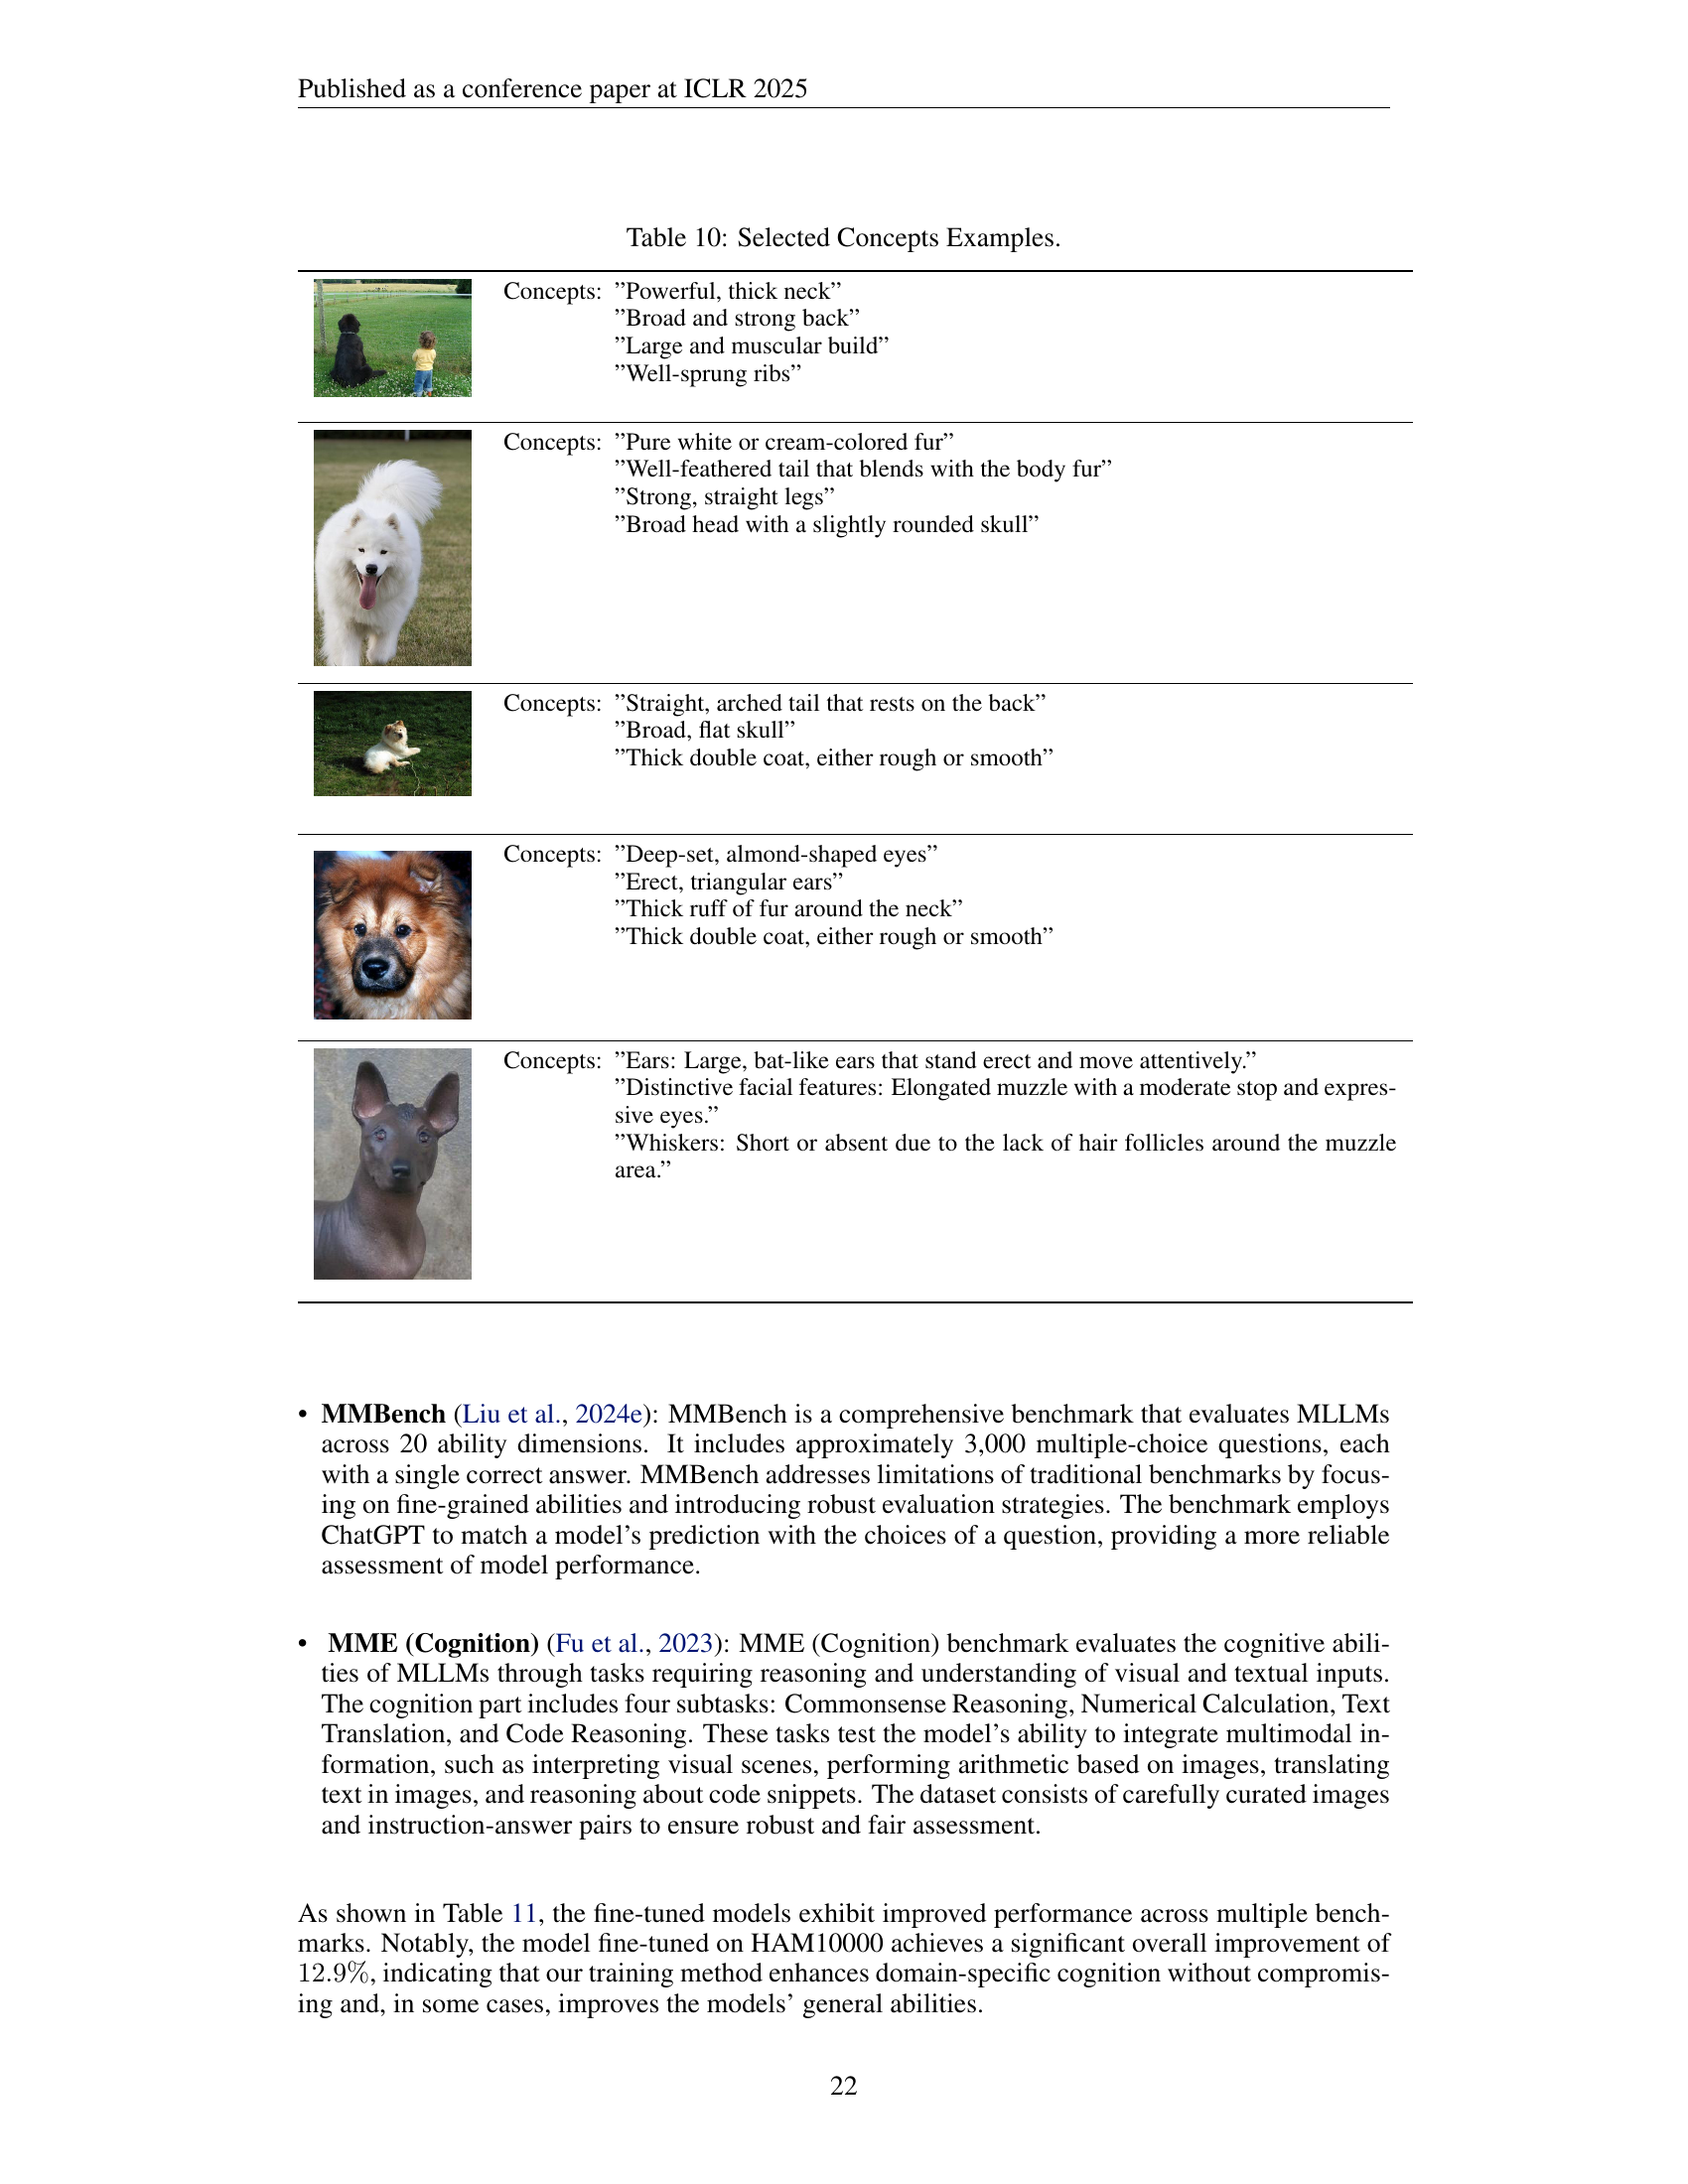 Published as a conference paper at ICLR 2025
Table 10: Selected Concepts Examples.
Concepts: ”Powerful, thick neck”
”Broad and strong back”
”Large and muscular build”
”Well-sprung ribs”
Concepts: ”Pure white or cream-colored fur”
”Well-feathered tail that blends with the body fur”
”Strong, straight legs”
”Broad head with a slightly rounded skull”
Concepts: ”Straight, arched tail that rests on the back”
”Broad, flat skull”
”Thick double coat, either rough or smooth”
Concepts: ”Deep-set, almond-shaped eyes”
”Erect, triangular ears”
”Thick ruff of fur around the neck”
”Thick double coat, either rough or smooth”
Concepts: ”Ears: Large, bat-like ears that stand erect and move attentively.”
”Distinctive facial features: Elongated muzzle with a moderate stop and expres-
sive eyes.”
”Whiskers: Short or absent due to the lack of hair follicles around the muzzle
area.”
• MMBench (Liu et al., 2024e): MMBench is a comprehensive benchmark that evaluates MLLMs
across 20 ability dimensions. It includes approximately 3,000 multiple-choice questions, each
with a single correct answer. MMBench addresses limitations of traditional benchmarks by focus-
ing on fine-grained abilities and introducing robust evaluation strategies. The benchmark employs
ChatGPT to match a model’s prediction with the choices of a question, providing a more reliable
assessment of model performance.
• MME (Cognition) (Fu et al., 2023): MME (Cognition) benchmark evaluates the cognitive abili-
ties of MLLMs through tasks requiring reasoning and understanding of visual and textual inputs.
The cognition part includes four subtasks: Commonsense Reasoning, Numerical Calculation, Text
Translation, and Code Reasoning. These tasks test the model’s ability to integrate multimodal in-
formation, such as interpreting visual scenes, performing arithmetic based on images, translating
text in images, and reasoning about code snippets. The dataset consists of carefully curated images
and instruction-answer pairs to ensure robust and fair assessment.
As shown in Table 11, the fine-tuned models exhibit improved performance across multiple bench-
marks. Notably, the model fine-tuned on HAM10000 achieves a significant overall improvement of
12.9%, indicating that our training method enhances domain-specific cognition without compromis-
ing and, in some cases, improves the models’ general abilities.
22